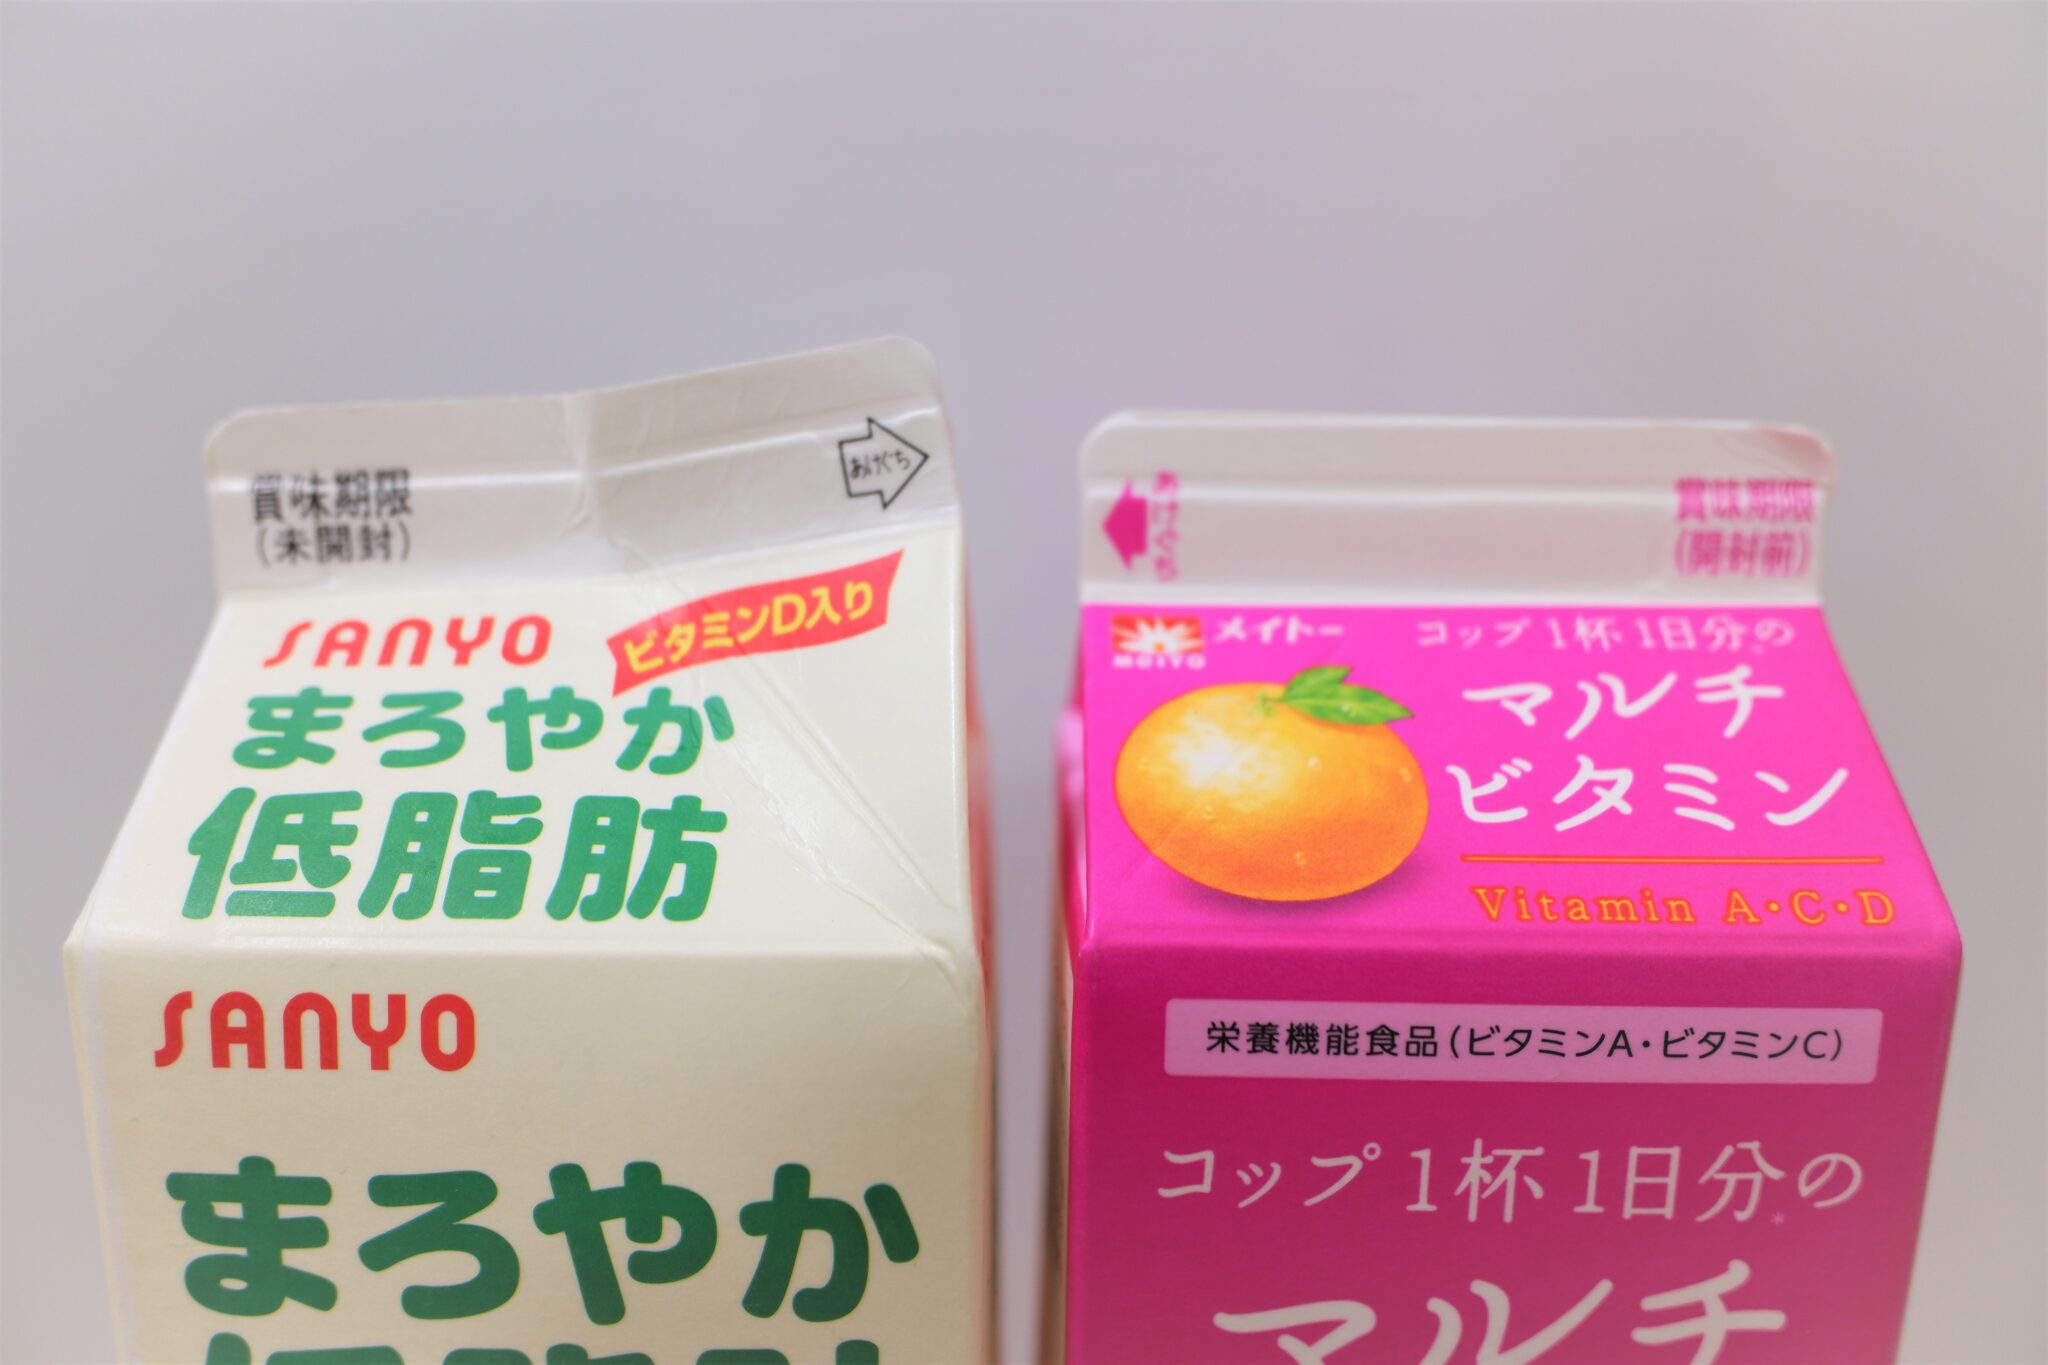 賞味期限
(未開封)
あけぐち
SANYO
ビタミンD入り
まろやか
低脂肪
SANYO
まろやか
あけぐち
賞味期限
(開封前)
MEITO
メイトー
コップ1杯1日分の
マルチ
ビタミン
Vitamin A・C・D
栄養機能食品(ビタミンA・ビタミンC)
コップ1杯1日分*の
マルチ